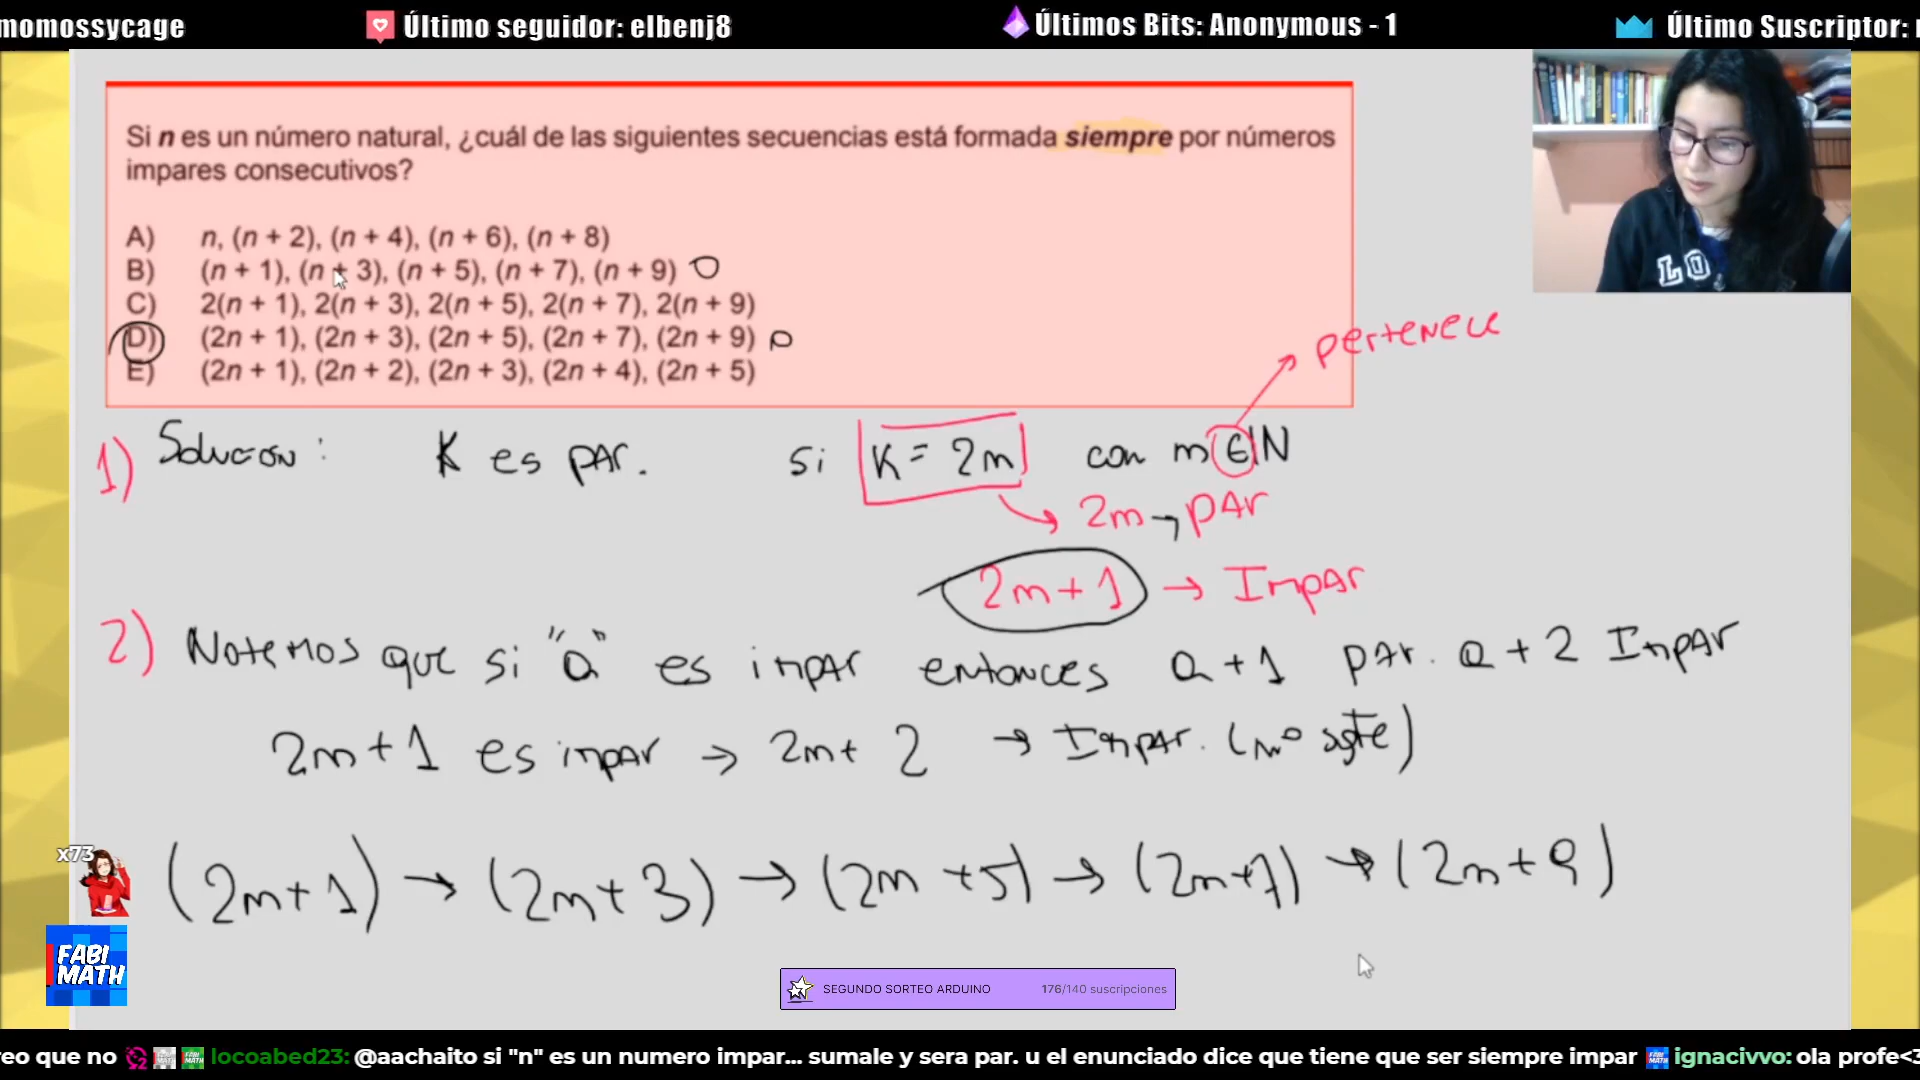 momossycage
Último seguidor: elbenj8
Últimos Bits: Anonymous - 1
Último Suscriptor:
Si n es un número natural, ¿cuál de las siguientes secuencias está formada siempre por números
impares consecutivos?
A) n, (n + 2), (n + 4), (n + 6), (n + 8)
B) (n + 1), (n + 3), (n + 5), (n + 7), (n + 9)
C) 2(n + 1), 2(n + 3), 2(n + 5), 2(n + 7), 2(n + 9)
D) (2n + 1), (2n + 3), (2n + 5), (2n + 7), (2n + 9)
E) (2n + 1), (2n + 2), (2n + 3), (2n + 4), (2n + 5)
LO
pertenece
1) Solucion: K es par. si K = 2m con m ∈ IN
2m → par
2m+1 → Impar
2) Notemos que si "a" es impar entonces a+1 par. a+2 Impar
2m+1 es impar → 2m+2 → Impar. (no sgte)
x73
(2m+1) → (2m+3) → (2m+5) → (2m+7) → (2m+9)
FABI
MATH
SEGUNDO SORTEO ARDUINO 176/140 suscripciones
reo que no locoabed23: @aachaito si "n" es un numero impar... sumale y sera par. u el enunciado dice que tiene que ser siempre impar ignacivvo: ola profe<3